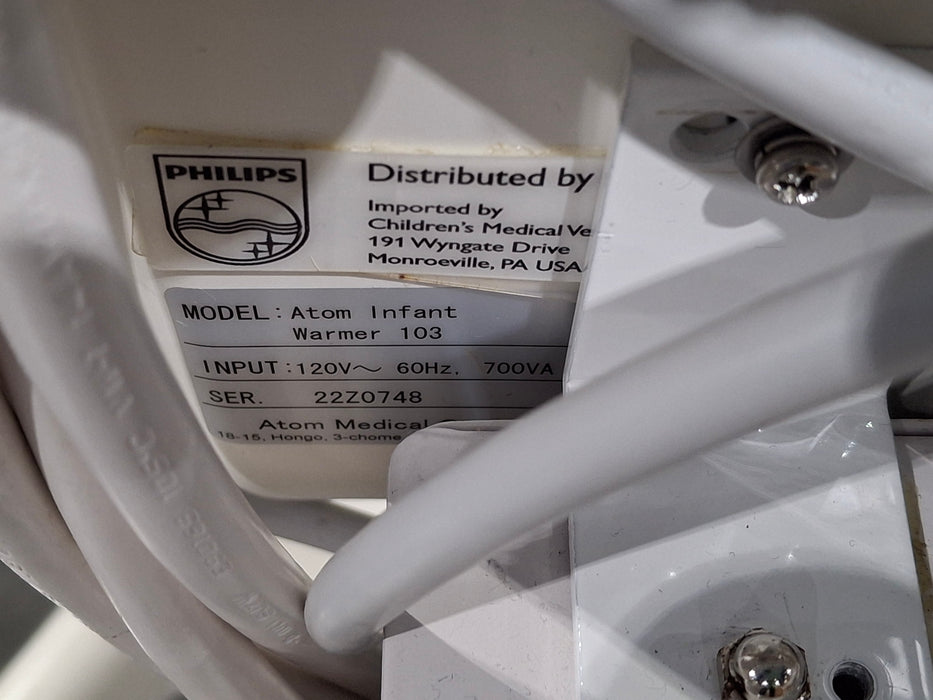 PHILIPS
Distributed by
Imported by
Children's Medical Ve
191 Wyngate Drive
Monroeville, PA USA
MODEL: Atom Infant
Warmer 103
INPUT: 120V～ 60Hz, 700VA
SER. 22Z0748
Atom Medical
18-15, Hongo, 3-chome